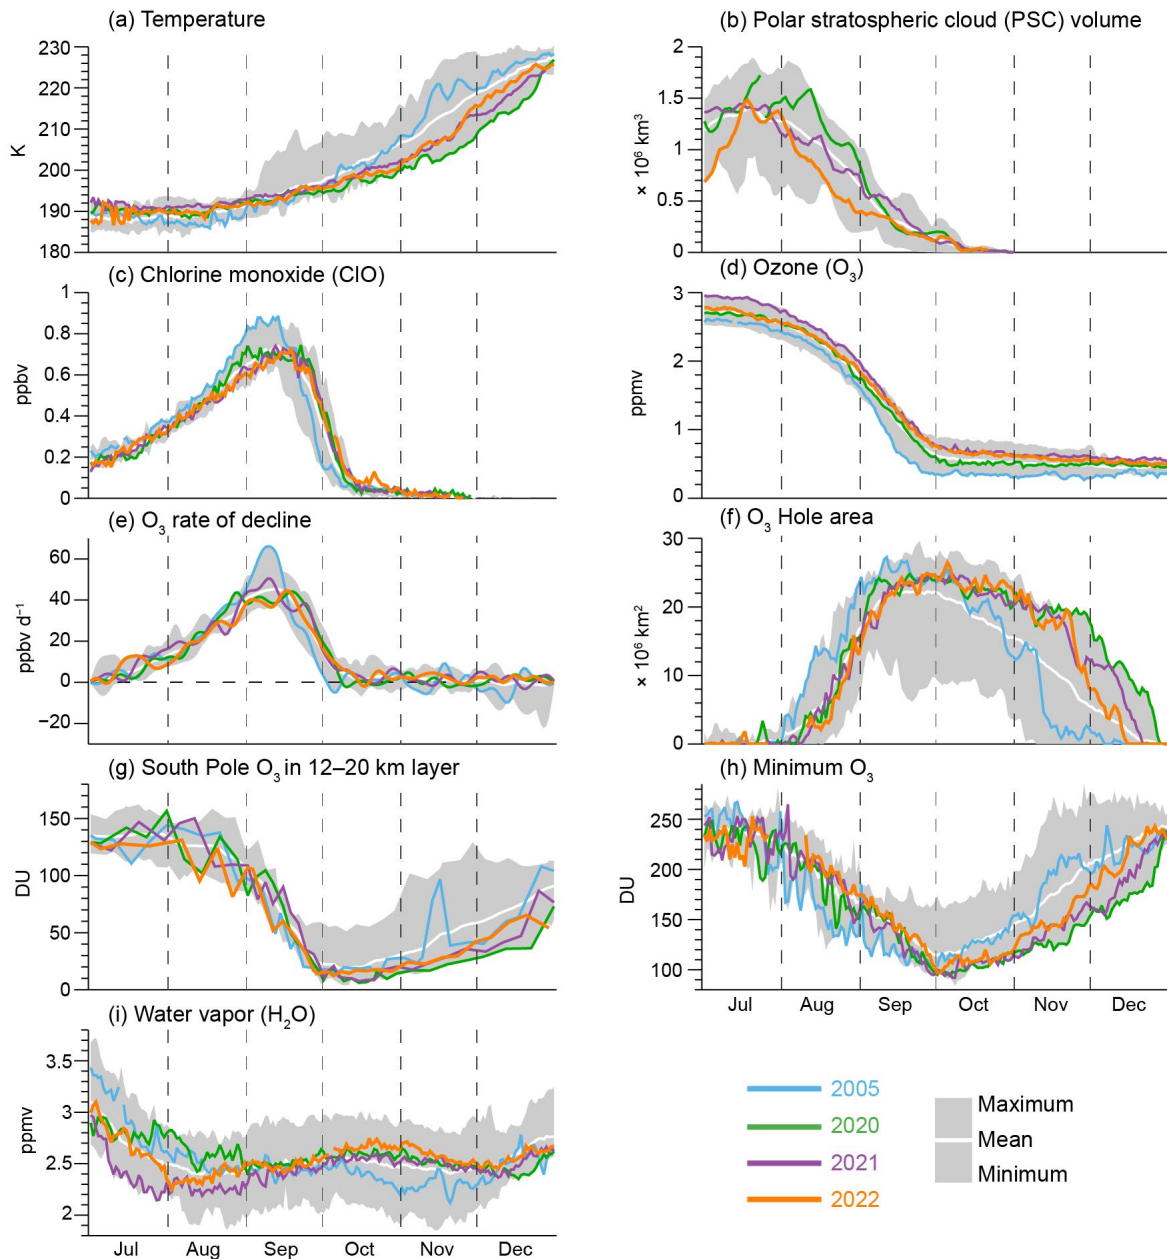 (a) Temperature
230
220
210
200
190
180
K
(b) Polar stratospheric cloud (PSC) volume
2
1.5
1
0.5
0
× 10⁶ km³
(c) Chlorine monoxide (ClO)
1
0.8
0.6
0.4
0.2
0
ppbv
(d) Ozone (O₃)
3
2
1
0
ppmv
(e) O₃ rate of decline
60
40
20
0
−20
ppbv d⁻¹
(f) O₃ Hole area
30
20
10
0
× 10⁶ km²
(g) South Pole O₃ in 12–20 km layer
150
100
50
0
DU
(h) Minimum O₃
250
200
150
100
DU
Jul Aug Sep Oct Nov Dec
(i) Water vapor (H₂O)
3.5
3
2.5
2
ppmv
Jul Aug Sep Oct Nov Dec
2005
2020
2021
2022
Maximum
Mean
Minimum